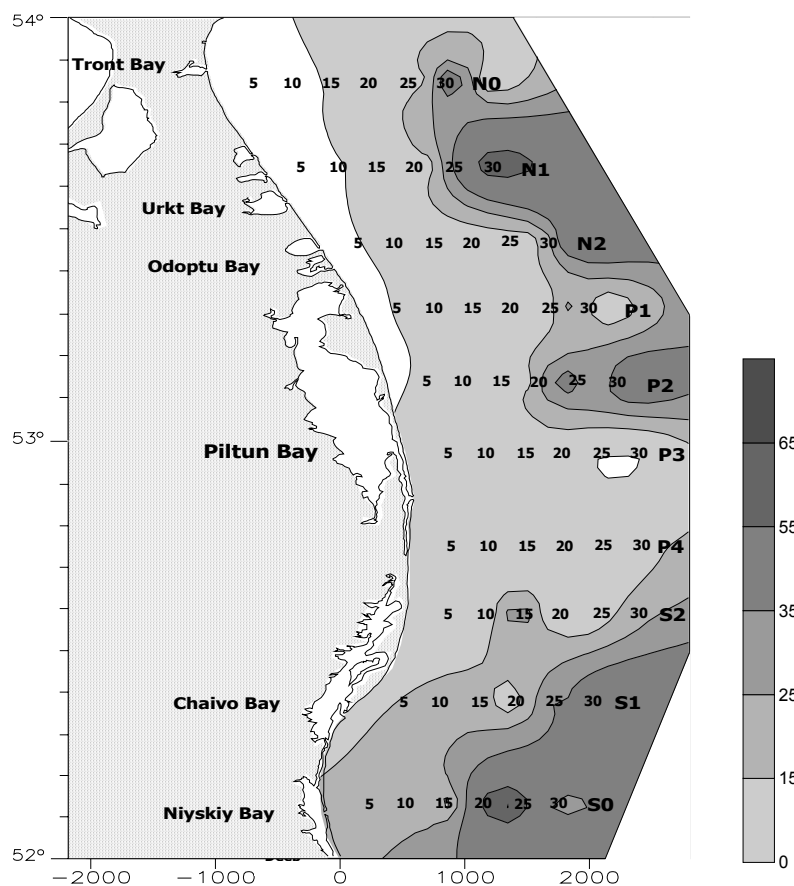 54°
Tront Bay
5 10 15 20 25 30 N0
5 10 15 20 25 30 N1
Urkt Bay
5 10 15 20 25 30 N2
Odoptu Bay
5 10 15 20 25 30 P1
5 10 15 20 25 30 P2
53°
Piltun Bay
5 10 15 20 25 30 P3
65
5 10 15 20 25 30 P4
55
5 10 15 20 25 30 S2
35
25
Chaivo Bay
5 10 15 20 25 30 S1
15
Niyskiy Bay
5 10 15 20 25 30 S0
52°
0
−2000 −1000 0 1000 2000